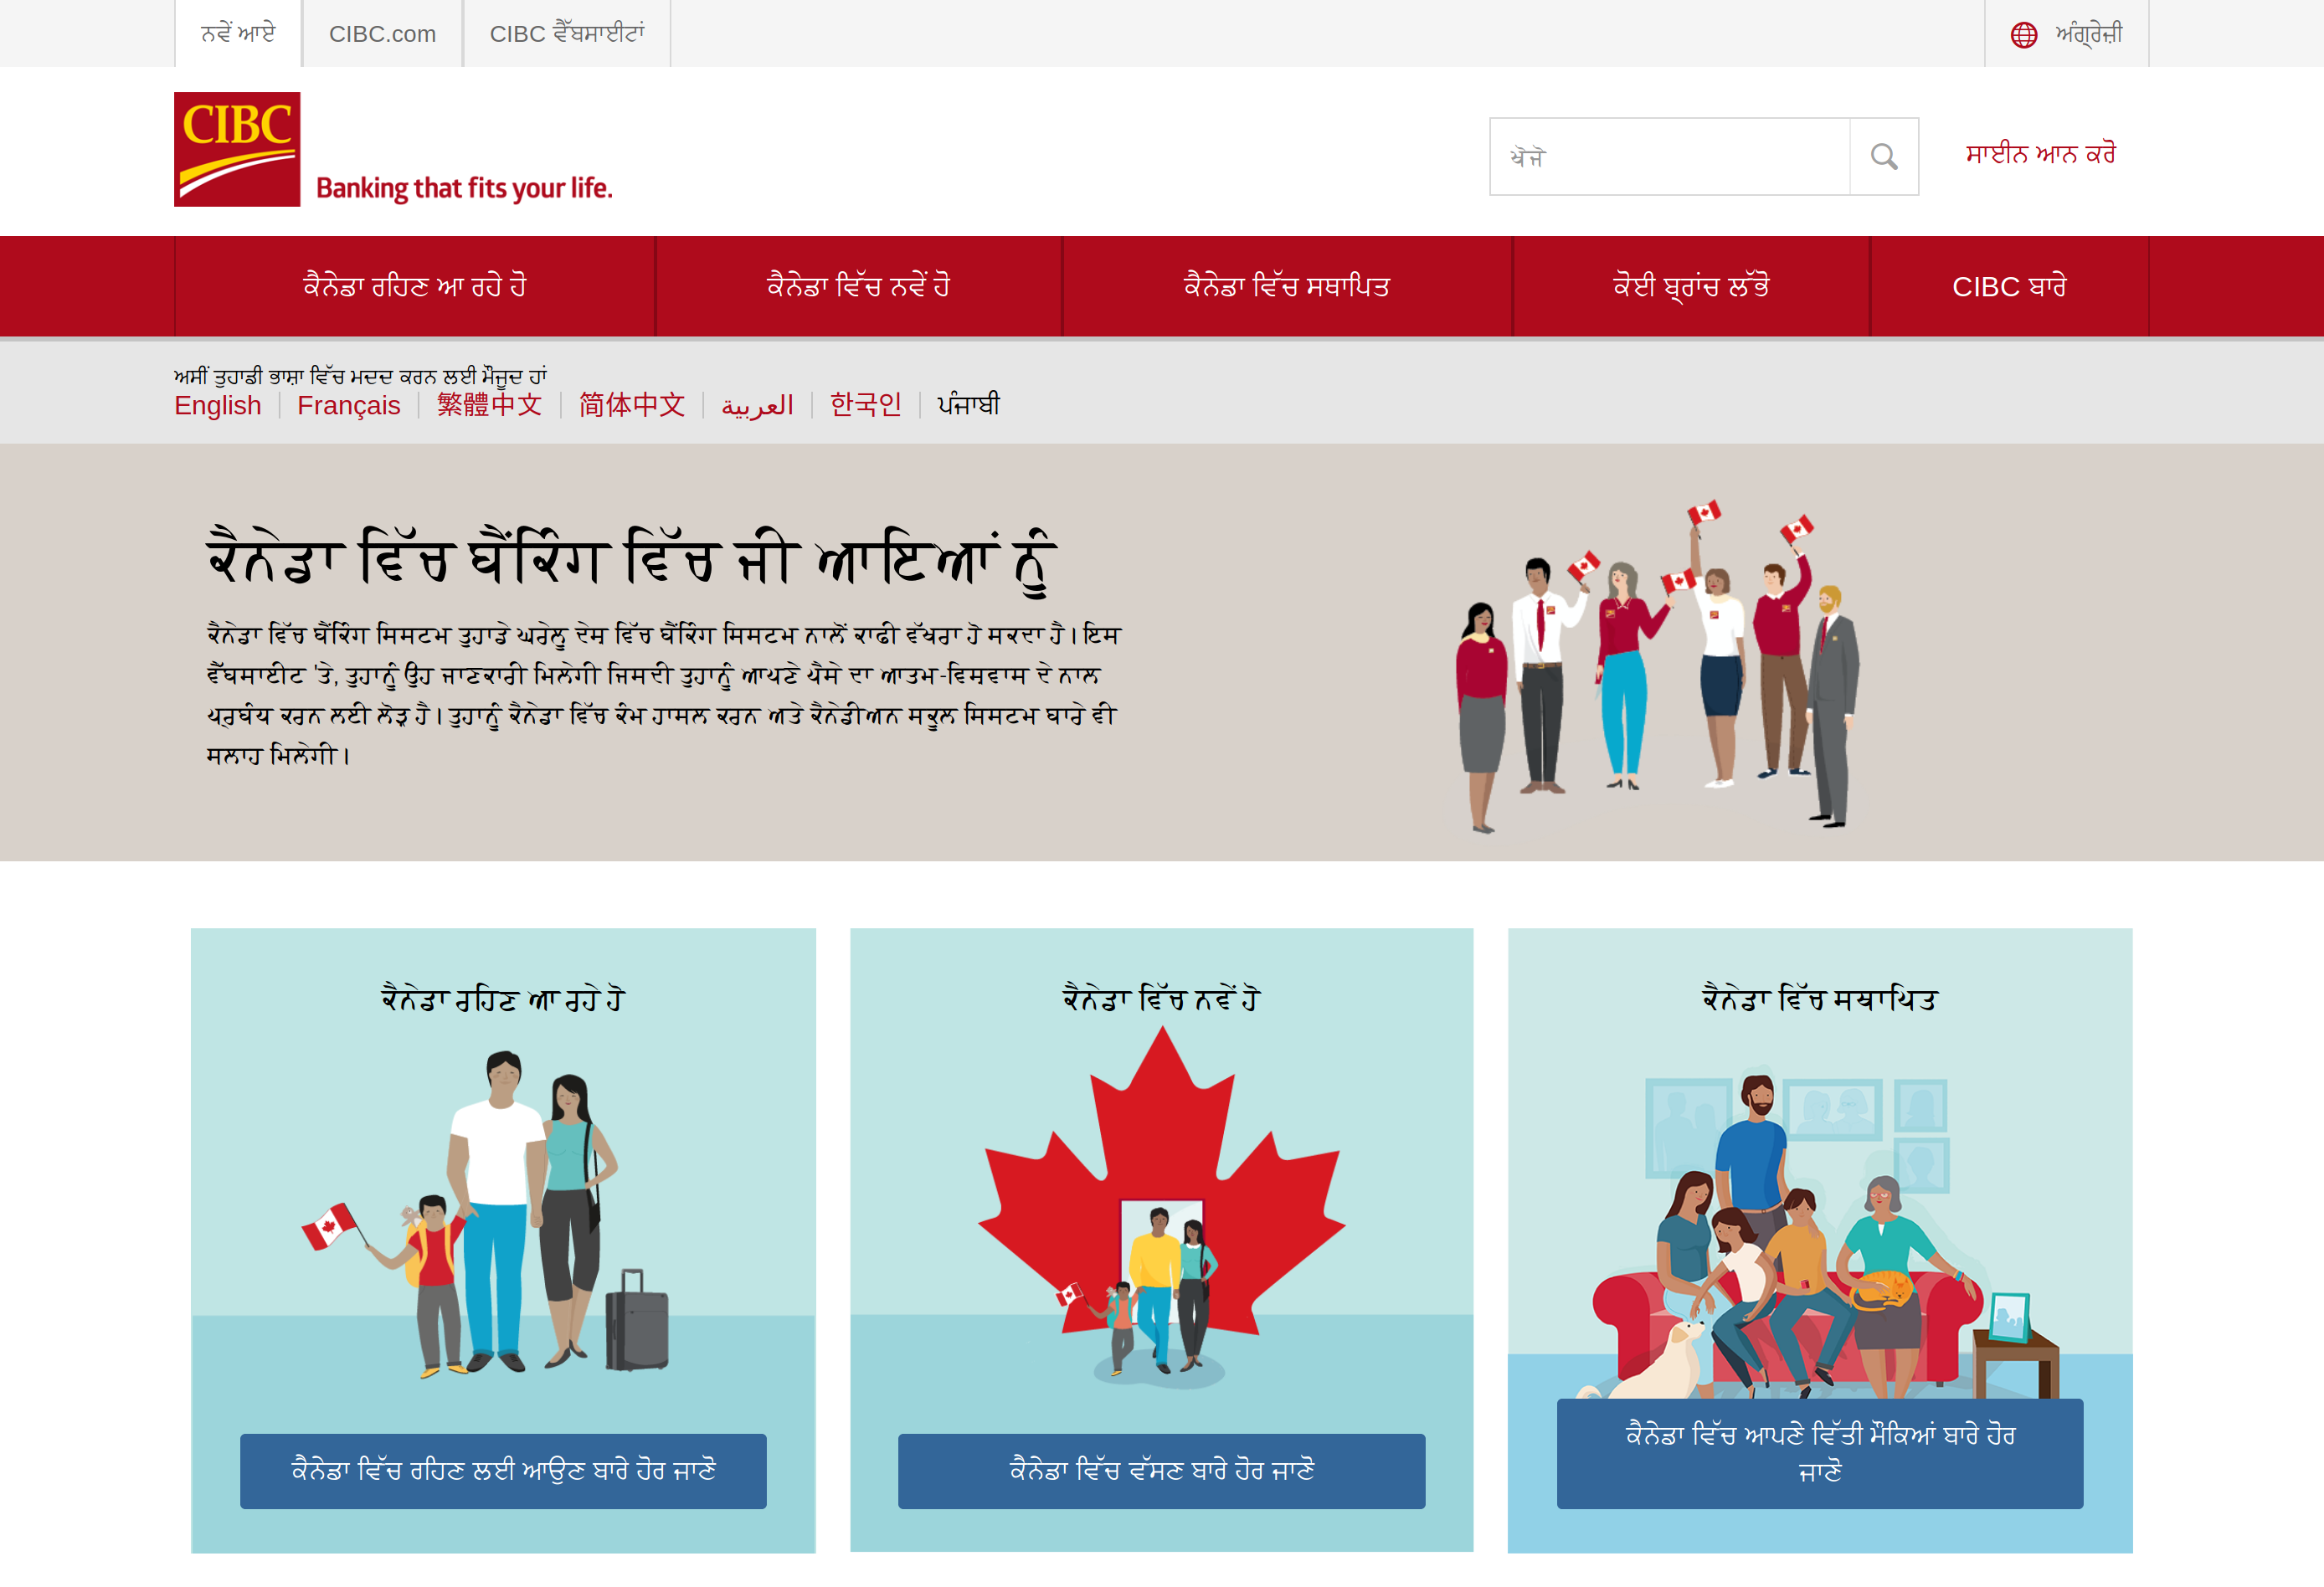 ਨਵੇਂ ਆਏ
CIBC.com
CIBC ਵੈੱਬਸਾਈਟਾਂ
ਅੰਗ੍ਰੇਜ਼ੀ
CIBC
Banking that fits your life.
ਖੋਜੋ
ਸਾਈਨ ਆਨ ਕਰੋ
ਕੈਨੇਡਾ ਰਹਿਣ ਆ ਰਹੇ ਹੋ
ਕੈਨੇਡਾ ਵਿੱਚ ਨਵੇਂ ਹੋ
ਕੈਨੇਡਾ ਵਿੱਚ ਸਥਾਪਿਤ
ਕੋਈ ਬ੍ਰਾਂਚ ਲੱਭੋ
CIBC ਬਾਰੇ
ਅਸੀਂ ਤੁਹਾਡੀ ਭਾਸ਼ਾ ਵਿੱਚ ਮਦਦ ਕਰਨ ਲਈ ਮੌਜੂਦ ਹਾਂ
English
Français
繁體中文
简体中文
العربية
한국인
ਪੰਜਾਬੀ
ਕੈਨੇਡਾ ਵਿੱਚ ਬੈਂਕਿੰਗ ਵਿੱਚ ਜੀ ਆਇਆਂ ਨੂੰ
ਕੈਨੇਡਾ ਵਿੱਚ ਬੈਂਕਿੰਗ ਸਿਸਟਮ ਤੁਹਾਡੇ ਘਰੇਲੂ ਦੇਸ਼ ਵਿੱਚ ਬੈਂਕਿੰਗ ਸਿਸਟਮ ਨਾਲੋਂ ਕਾਫੀ ਵੱਖਰਾ ਹੋ ਸਕਦਾ ਹੈ। ਇਸ
ਵੈੱਬਸਾਈਟ 'ਤੇ, ਤੁਹਾਨੂੰ ਉਹ ਜਾਣਕਾਰੀ ਮਿਲੇਗੀ ਜਿਸਦੀ ਤੁਹਾਨੂੰ ਆਪਣੇ ਪੈਸੇ ਦਾ ਆਤਮ-ਵਿਸ਼ਵਾਸ ਦੇ ਨਾਲ
ਪ੍ਰਬੰਧ ਕਰਨ ਲਈ ਲੋੜ ਹੈ। ਤੁਹਾਨੂੰ ਕੈਨੇਡਾ ਵਿੱਚ ਕੰਮ ਹਾਸਲ ਕਰਨ ਅਤੇ ਕੈਨੇਡੀਅਨ ਸਕੂਲ ਸਿਸਟਮ ਬਾਰੇ ਵੀ
ਸਲਾਹ ਮਿਲੇਗੀ।
ਕੈਨੇਡਾ ਰਹਿਣ ਆ ਰਹੇ ਹੋ
ਕੈਨੇਡਾ ਵਿੱਚ ਰਹਿਣ ਲਈ ਆਉਣ ਬਾਰੇ ਹੋਰ ਜਾਣੋ
ਕੈਨੇਡਾ ਵਿੱਚ ਨਵੇਂ ਹੋ
ਕੈਨੇਡਾ ਵਿੱਚ ਵੱਸਣ ਬਾਰੇ ਹੋਰ ਜਾਣੋ
ਕੈਨੇਡਾ ਵਿੱਚ ਸਥਾਪਿਤ
ਕੈਨੇਡਾ ਵਿੱਚ ਆਪਣੇ ਵਿੱਤੀ ਮੌਕਿਆਂ ਬਾਰੇ ਹੋਰ
ਜਾਣੋ